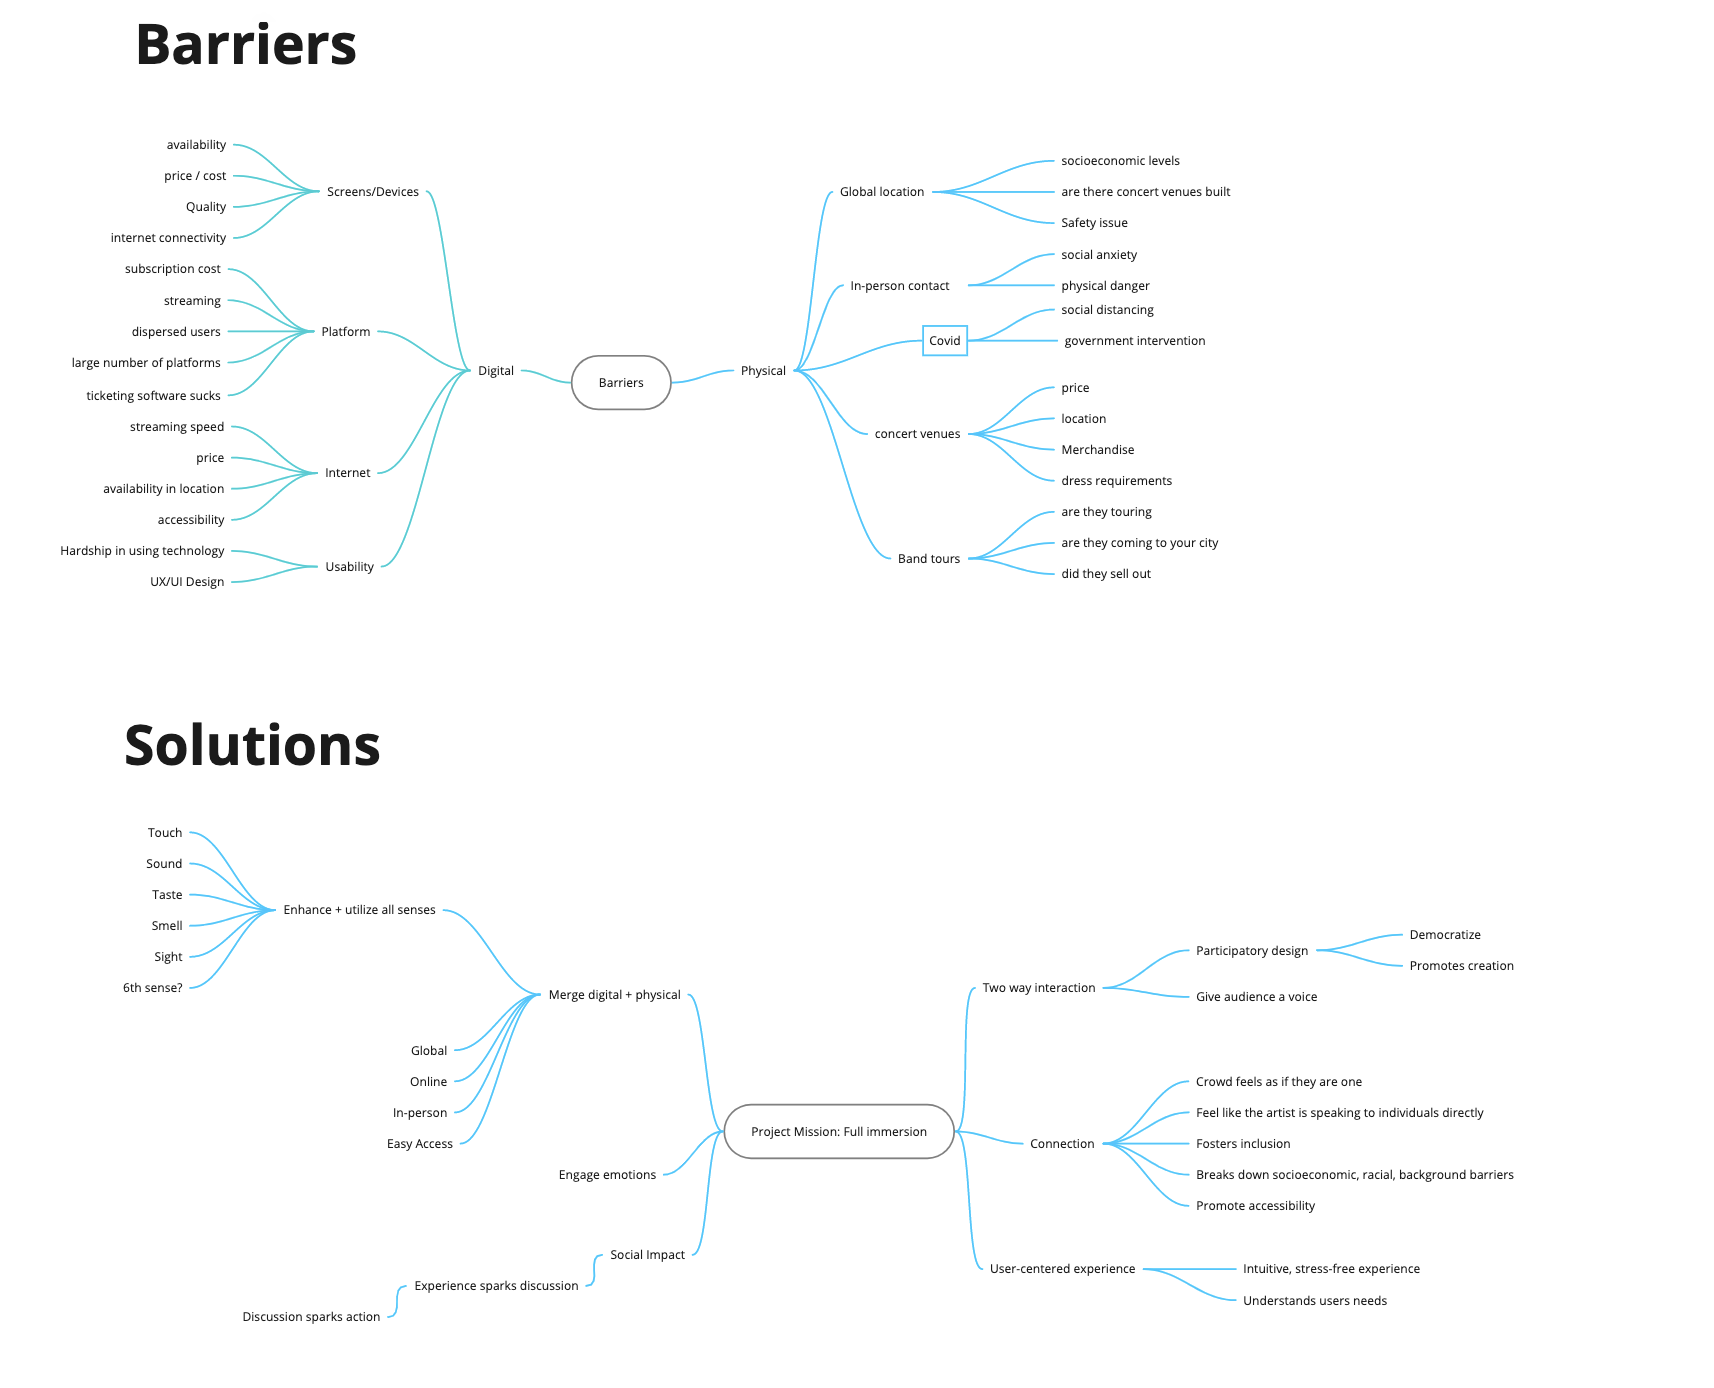 Barriers
availability
price / cost
Quality
internet connectivity
Screens/Devices
subscription cost
streaming
dispersed users
large number of platforms
ticketing software sucks
Platform
streaming speed
price
availability in location
accessibility
Internet
Hardship in using technology
UX/UI Design
Usability
Digital
Barriers
Physical
Global location
socioeconomic levels
are there concert venues built
Safety issue
In-person contact
social anxiety
physical danger
Covid
social distancing
government intervention
concert venues
price
location
Merchandise
dress requirements
Band tours
are they touring
are they coming to your city
did they sell out
Solutions
Touch
Sound
Taste
Smell
Sight
6th sense?
Enhance + utilize all senses
Global
Online
In-person
Easy Access
Merge digital + physical
Engage emotions
Social Impact
Experience sparks discussion
Discussion sparks action
Project Mission: Full immersion
Two way interaction
Participatory design
Democratize
Promotes creation
Give audience a voice
Connection
Crowd feels as if they are one
Feel like the artist is speaking to individuals directly
Fosters inclusion
Breaks down socioeconomic, racial, background barriers
Promote accessibility
User-centered experience
Intuitive, stress-free experience
Understands users needs